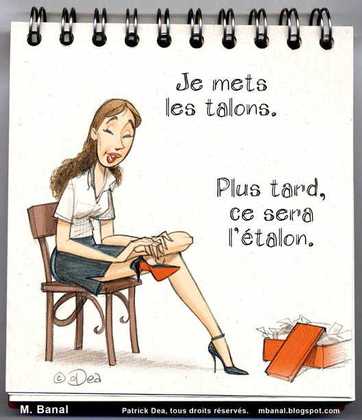 Je mets
les talons.
Plus tard,
ce sera
l'étalon.
© Dea
M. Banal
Patrick Dea, tous droits réservés.
mbanal.blogspot.com